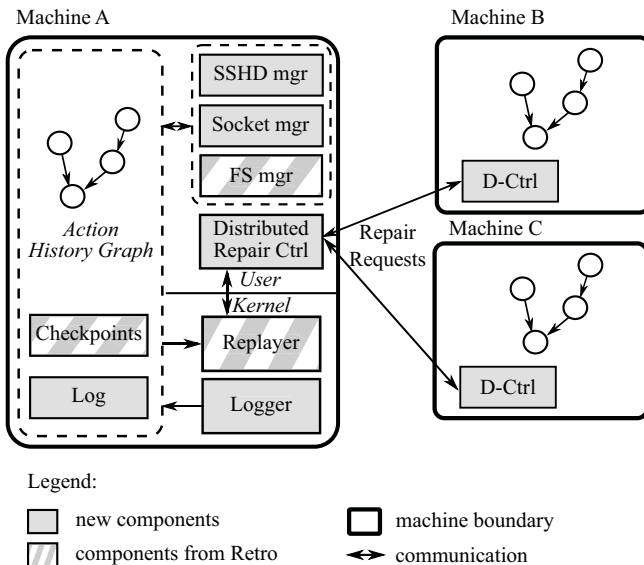 Machine A
SSHD mgr
Socket mgr
FS mgr
Action
History Graph
Distributed
Repair Ctrl
User
Kernel
Checkpoints
Replayer
Log
Logger
Machine B
D-Ctrl
Repair
Requests
Machine C
D-Ctrl
Legend:
new components
components from Retro
machine boundary
communication